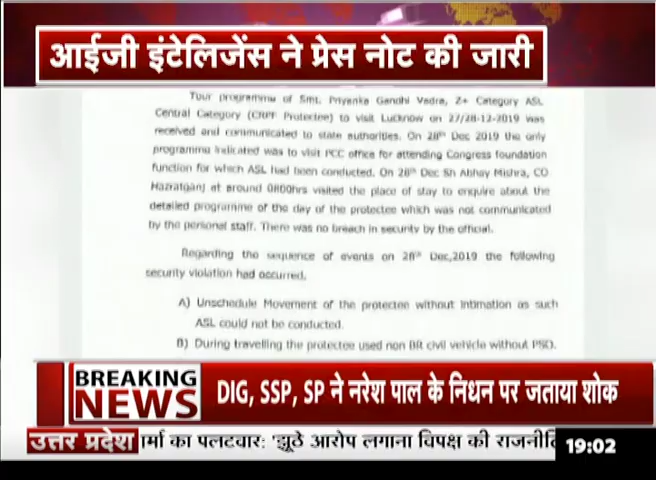 आईजी इंटेलिजेंस ने प्रेस नोट की जारी
Tour programme of Smt. Priyanka Gandhi Vadra, Z+ Category ASL
Central Category (CRPF Protectee) to visit Lucknow on 27/28-12-2019 was
received and communicated to state authorities. On 28th Dec 2019 the only
programme indicated was to visit PCC office for attending Congress foundation
function for which ASL had been conducted. On 28th Dec Sh Abhay Mishra, CO
Hazratganj at around 0800hrs visited the place of stay to enquire about the
detailed programme of the day of the protectee which was not communicated
by the personal staff. There was no breach in security by the official.
Regarding the sequence of events on 28th Dec,2019 the following
security violation had occurred.
A) Unschedule Movement of the protectee without intimation as such
ASL could not be conducted.
B) During travelling the protectee used non BR civil vehicle without PSO.
BREAKING
NEWS
DIG, SSP, SP ने नरेश पाल के निधन पर जताया शोक
उत्तर प्रदेश र्मा का पलटवार: 'झूठे आरोप लगाना विपक्ष की राजनीति 19:02